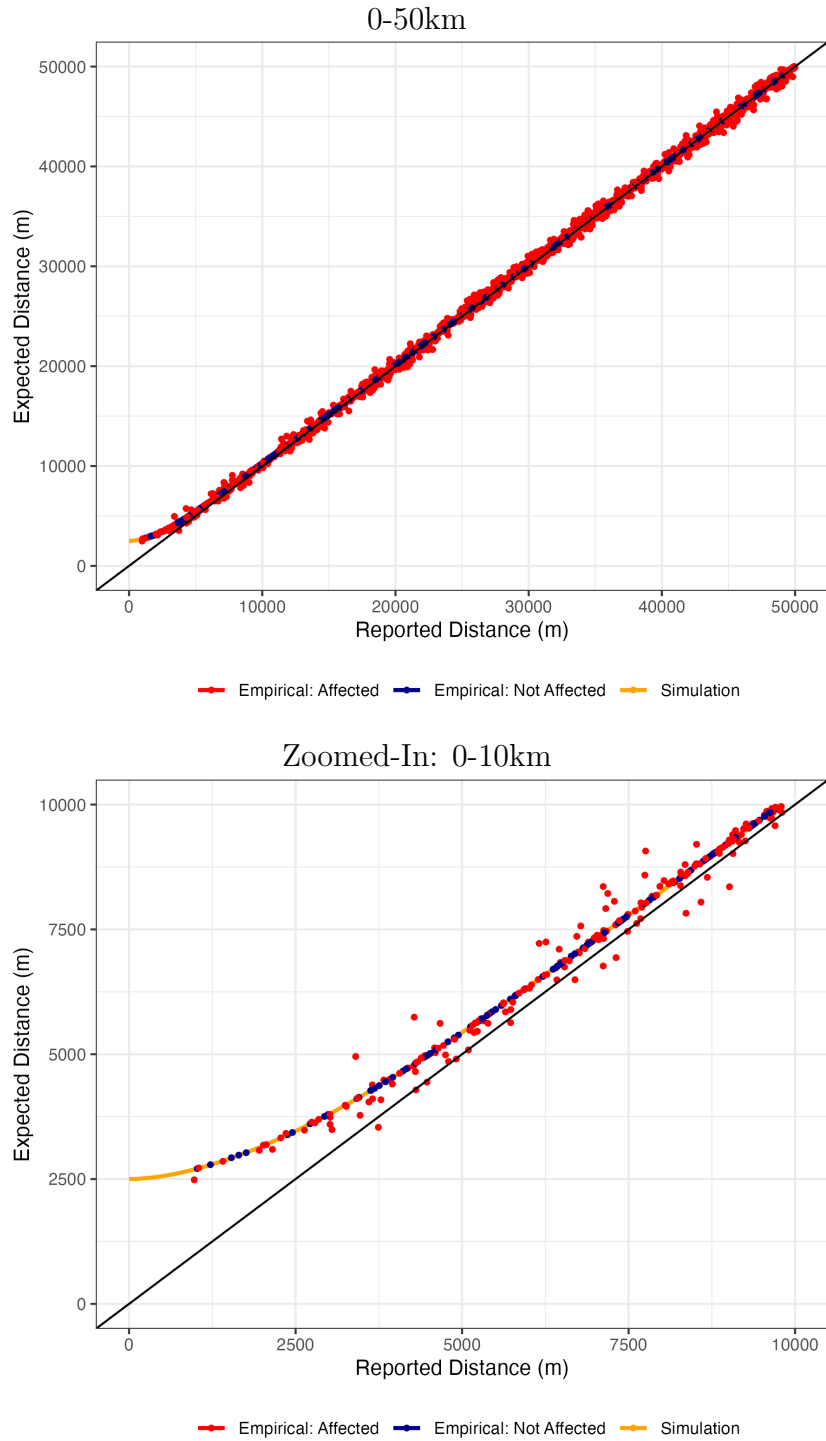 0-50km
50000
40000
30000
20000
10000
0
Expected Distance (m)
0 10000 20000 30000 40000 50000
Reported Distance (m)
Empirical: Affected Empirical: Not Affected Simulation
Zoomed-In: 0-10km
10000
7500
5000
2500
0
Expected Distance (m)
0 2500 5000 7500 10000
Reported Distance (m)
Empirical: Affected Empirical: Not Affected Simulation